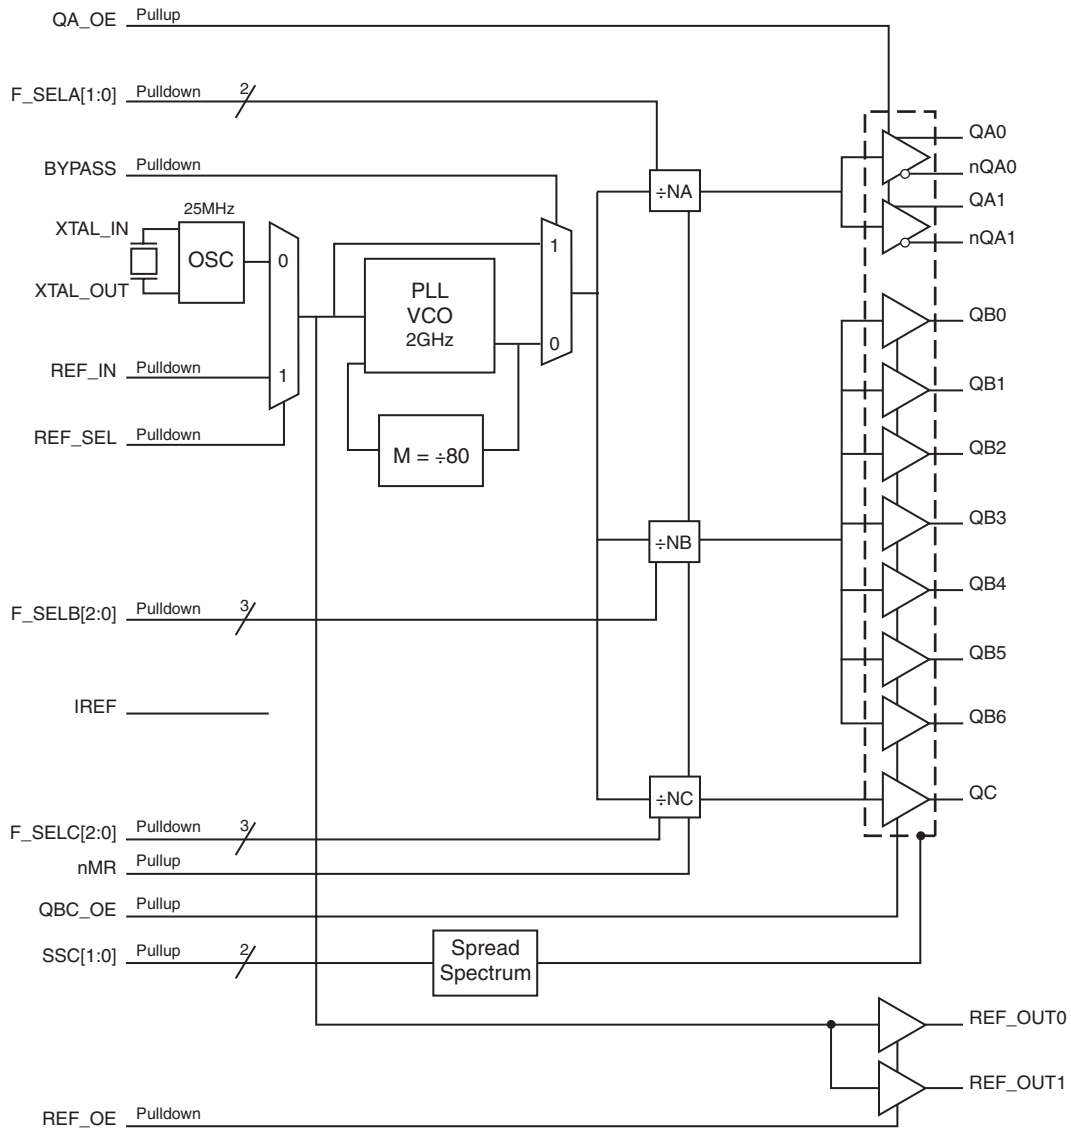 QA_OE Pullup
F_SELA[1:0] Pulldown 2
BYPASS Pulldown
25MHz
XTAL_IN
OSC
XTAL_OUT
0
1
REF_IN Pulldown
REF_SEL Pulldown
PLL
VCO
2GHz
M = ÷80
1
0
÷NA
÷NB
÷NC
F_SELB[2:0] Pulldown 3
IREF
F_SELC[2:0] Pulldown 3
nMR Pullup
QBC_OE Pullup
SSC[1:0] Pullup 2
Spread
Spectrum
REF_OE Pulldown
QA0
nQA0
QA1
nQA1
QB0
QB1
QB2
QB3
QB4
QB5
QB6
QC
REF_OUT0
REF_OUT1